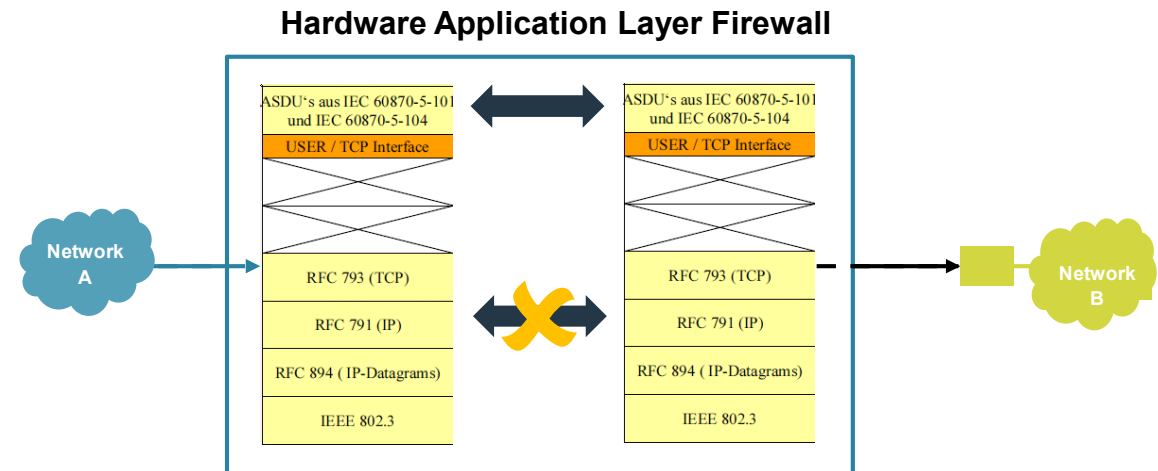 Hardware Application Layer Firewall
ASDU‘s aus IEC 60870-5-101
und IEC 60870-5-104
USER / TCP Interface
RFC 793 (TCP)
RFC 791 (IP)
RFC 894 ( IP-Datagrams)
IEEE 802.3
ASDU‘s aus IEC 60870-5-101
und IEC 60870-5-104
USER / TCP Interface
RFC 793 (TCP)
RFC 791 (IP)
RFC 894 ( IP-Datagrams)
IEEE 802.3
Network
A
Network
B